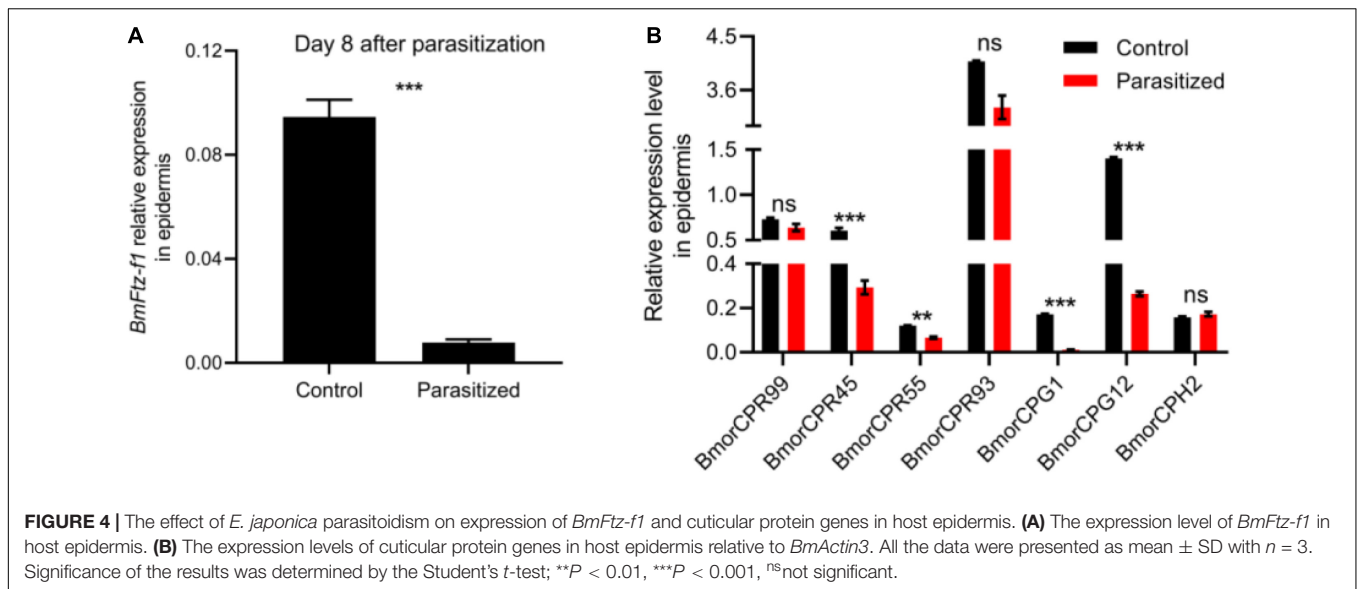 A
Day 8 after parasitization
BmFtz-f1 relative expression
in epidermis
0.12
0.08
0.04
0.00
***
Control
Parasitized
B
Relative expression level
in epidermis
4.5
3.6
1.5
1.0
0.5
0.4
0.2
0.0
Control
Parasitized
ns
***
**
ns
***
***
ns
BmorCPR99
BmorCPR45
BmorCPR55
BmorCPR93
BmorCPG1
BmorCPG12
BmorCPH2
FIGURE 4 | The effect of E. japonica parasitoidism on expression of BmFtz-f1 and cuticular protein genes in host epidermis. (A) The expression level of BmFtz-f1 in
host epidermis. (B) The expression levels of cuticular protein genes in host epidermis relative to BmActin3. All the data were presented as mean ± SD with n = 3.
Significance of the results was determined by the Student's t-test; **P < 0.01, ***P < 0.001, ns not significant.